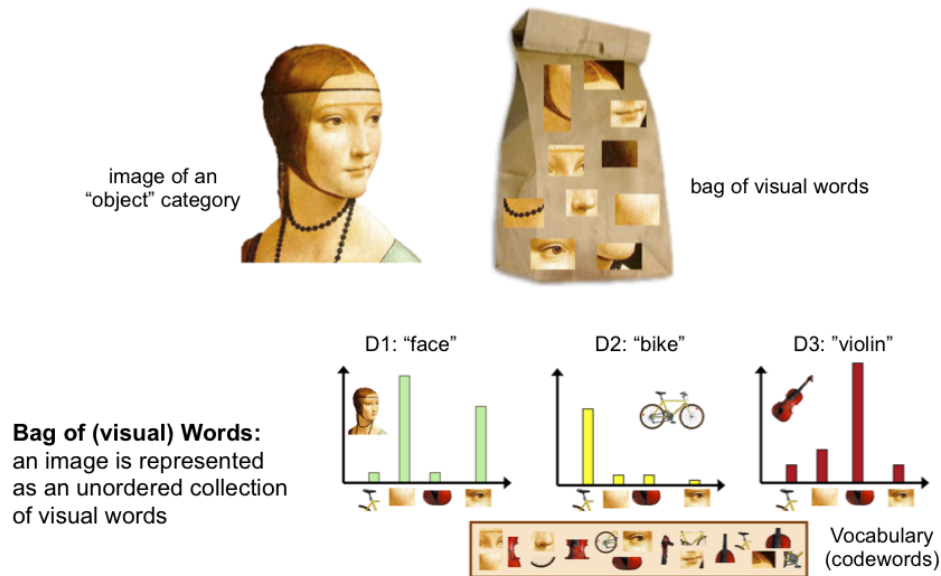 image of an
“object” category
bag of visual words
D1: “face”
D2: “bike”
D3: ”violin”
Bag of (visual) Words:
an image is represented
as an unordered collection
of visual words
Vocabulary
(codewords)